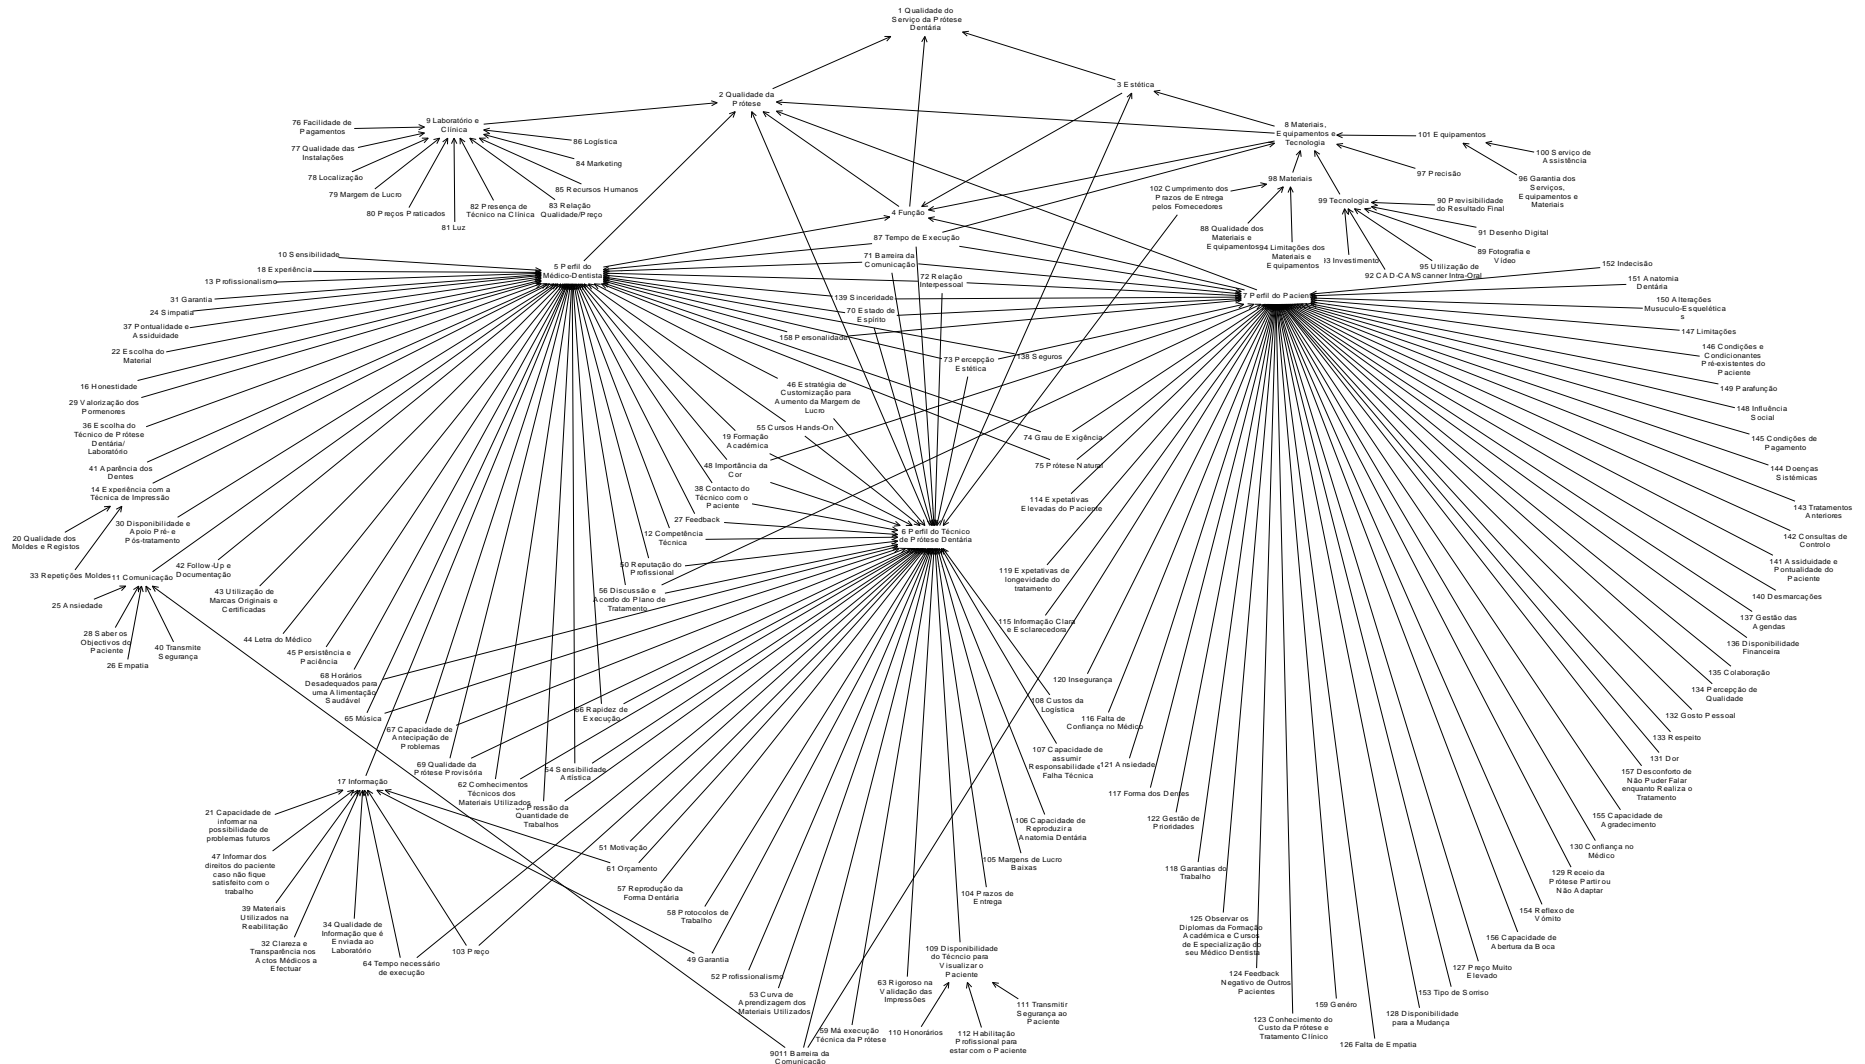 1 Qualidade do
Serviço da Prótese
Dentária
3 Estética
2 Qualidade da
Prótese
76 Facilidade de
Pagamentos
9 Laboratório e
Clínica
86 Logística
8 Materiais,
Equipamentos e
Tecnologia
101 Equipamentos
100 Serviço de
Assistência
77 Qualidade das
Instalações
84 Marketing
78 Localização
85 Recursos Humanos
79 Margem de Lucro
80 Preços Praticados
81 Luz
82 Presença de
Técnico na Clínica
83 Relação
Qualidade/Preço
97 Precisão
96 Garantia dos
Serviços,
Equipamentos e
Materiais
98 Materiais
102 Cumprimento dos
Prazos de Entrega
pelos Fornecedores
99 Tecnologia
90 Previsibilidade
do Resultado Final
4 Função
88 Qualidade dos
Materiais e
Equipamentos
94 Limitações dos
Materiais e
Equipamentos
91 Desenho Digital
89 Fotografia e
Vídeo
93 Investimento
92 CAD-CAM
95 Utilização de
Scanner Intra-Oral
87 Tempo de Execução
71 Barreira da
Comunicação
72 Relação
Interpessoal
10 Sensibilidade
18 Experiência
13 Profissionalismo
5 Perfil do
Médico-Dentista
7 Perfil do Paciente
152 Indecisão
151 Anatomia
Dentária
31 Garantia
24 Simpatia
139 Sinceridade
70 Estado de
Espírito
150 Alterações
Musuculo-Esquelética
s
37 Pontualidade e
Assiduidade
158 Personalidade
147 Limitações
22 Escolha do
Material
73 Percepção
Estética
138 Seguros
146 Condições e
Condicionantes
Pré-existentes do
Paciente
16 Honestidade
46 Estratégia de
Customização para
Aumento da Margem de
Lucro
149 Parafunção
29 Valorização dos
Pormenores
148 Influência
Social
36 Escolha do
Técnico de Prótese
Dentária/
Laboratório
55 Cursos Hands-On
19 Formação
Académica
74 Grau de Exigência
145 Condições de
Pagamento
41 Aparência dos
Dentes
48 Importância da
Cor
75 Prótese Natural
144 Doenças
Sistémicas
14 Experiência com a
Técnica de Impressão
38 Contacto do
Técnico com o
Paciente
114 Expetativas
Elevadas do Paciente
143 Tratamentos
Anteriores
30 Disponibilidade e
Apoio Pré- e
Pós-tratamento
27 Feedback
12 Competência
Técnica
6 Perfil do Técnico
de Prótese Dentária
142 Consultas de
Controlo
20 Qualidade dos
Moldes e Registos
33 Repetições Moldes
11 Comunicação
42 Follow-Up e
Documentação
50 Reputação do
Profissional
119 Expetativas de
longevidade do
tratamento
141 Assiduidade e
Pontualidade do
Paciente
25 Ansiedade
43 Utilização de
Marcas Originais e
Certificadas
56 Discussão e
Acordo do Plano de
Tratamento
140 Desmarcações
28 Saber os
Objectivos do
Paciente
115 Informação Clara
e Esclarecedora
137 Gestão das
Agendas
44 Letra do Médico
40 Transmite
Segurança
26 Empatia
45 Persistência e
Paciência
136 Disponibilidade
Financeira
68 Horários
Desadequados para
uma Alimentação
Saudável
120 Insegurança
135 Colaboração
134 Percepção de
Qualidade
65 Música
66 Rapidez de
Execução
108 Custos da
Logística
116 Falta de
Confiança no Médico
132 Gosto Pessoal
67 Capacidade de
Antecipação de
Problemas
133 Respeito
107 Capacidade de
assumir
Responsabilidade e
Falha Técnica
131 Dor
69 Qualidade da
Prótese Provisória
54 Sensibilidade
Artística
121 Ansiedade
157 Desconforto de
Não Puder Falar
enquanto Realiza o
Tratamento
17 Informação
62 Conhecimentos
Técnicos dos
Materiais Utilizados
117 Forma dos Dentes
Pressão da
Quantidade de
Trabalhos
21 Capacidade de
informar na
possibilidade de
problemas futuros
106 Capacidade de
Reproduzir a
Anatomia Dentária
122 Gestão de
Prioridades
155 Capacidade de
Agradecimento
51 Motivação
130 Confiança no
Médico
47 Informar dos
direitos do paciente
caso não fique
satisfeito com o
trabalho
61 Orçamento
105 Margens de Lucro
Baixas
118 Garantias do
Trabalho
129 Receio da
Prótese Partir ou
Não Adaptar
57 Reprodução da
Forma Dentária
104 Prazos de
Entrega
39 Materiais
Utilizados na
Reabilitação
58 Protocolos de
Trabalho
154 Reflexo de
Vómito
34 Qualidade de
Informação que é
Enviada ao
Laboratório
125 Observar os
Diplomas da Formação
Académica e Cursos
de Especialização do
seu Médico Dentista
156 Capacidade de
Abertura da Boca
32 Clareza e
Transparência nos
Actos Médicos a
Efectuar
103 Preço
64 Tempo necessário
de execução
49 Garantia
109 Disponibilidade
do Técncio para
Visualizar o
Paciente
127 Preço Muito
Elevado
52 Profissionalismo
63 Rigoroso na
Validação das
Impressões
124 Feedback
Negativo de Outros
Pacientes
153 Tipo de Sorriso
53 Curva de
Aprendizagem dos
Materiais Utilizados
111 Transmitir
Segurança ao
Paciente
159 Genéro
128 Disponibilidade
para a Mudança
59 Má execução
Técnica da Prótese
110 Honorários
112 Habilitação
Profissional para
estar com o Paciente
123 Conhecimento do
Custo da Prótese e
Tratamento Clínico
126 Falta de Empatia
9011 Barreira da
Comunicação